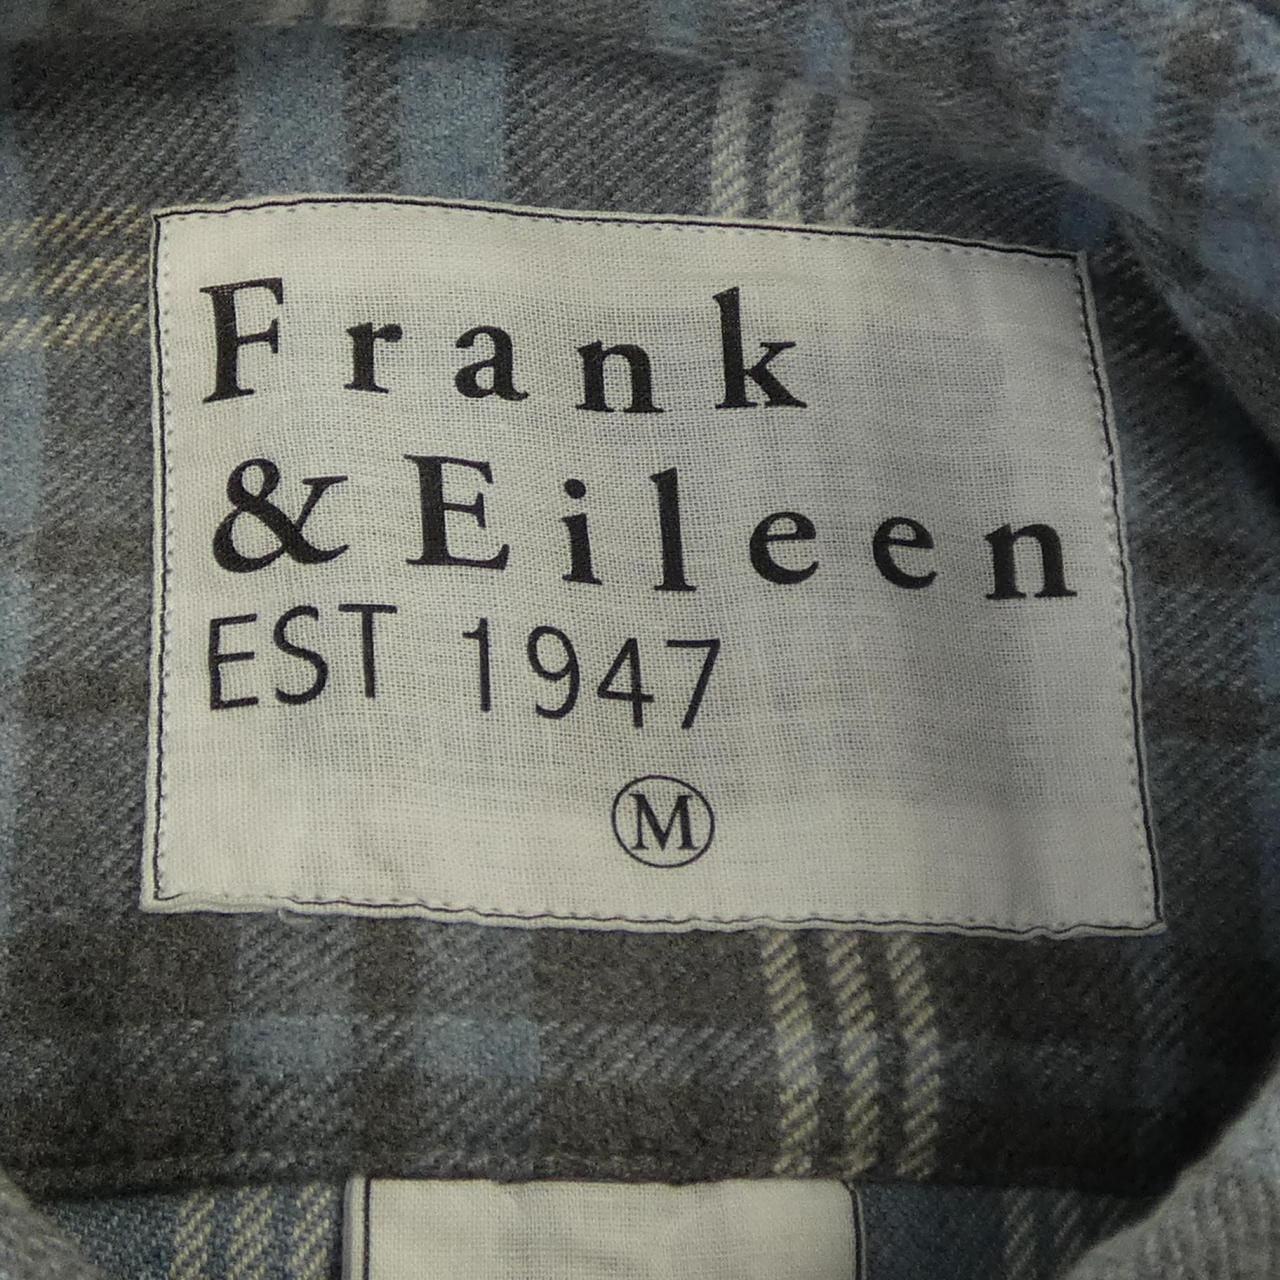 Frank
& Eileen
EST 1947
M